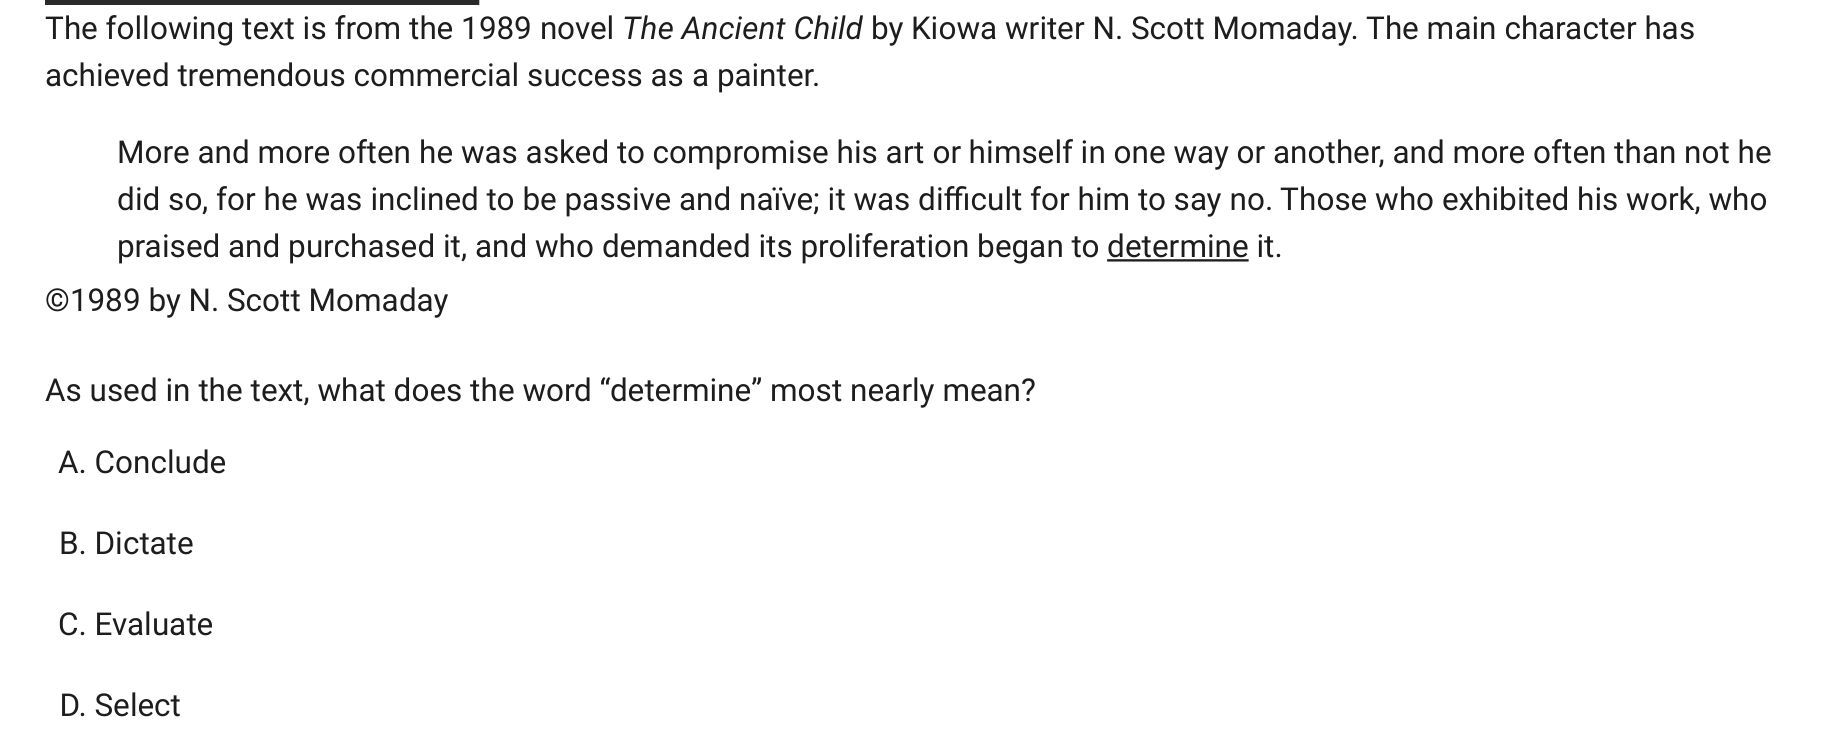 The following text is from the 1989 novel The Ancient Child by Kiowa writer N. Scott Momaday. The main character has
achieved tremendous commercial success as a painter.
More and more often he was asked to compromise his art or himself in one way or another, and more often than not he
did so, for he was inclined to be passive and naïve; it was difficult for him to say no. Those who exhibited his work, who
praised and purchased it, and who demanded its proliferation began to determine it.
©1989 by N. Scott Momaday
As used in the text, what does the word “determine” most nearly mean?
A. Conclude
B. Dictate
C. Evaluate
D. Select